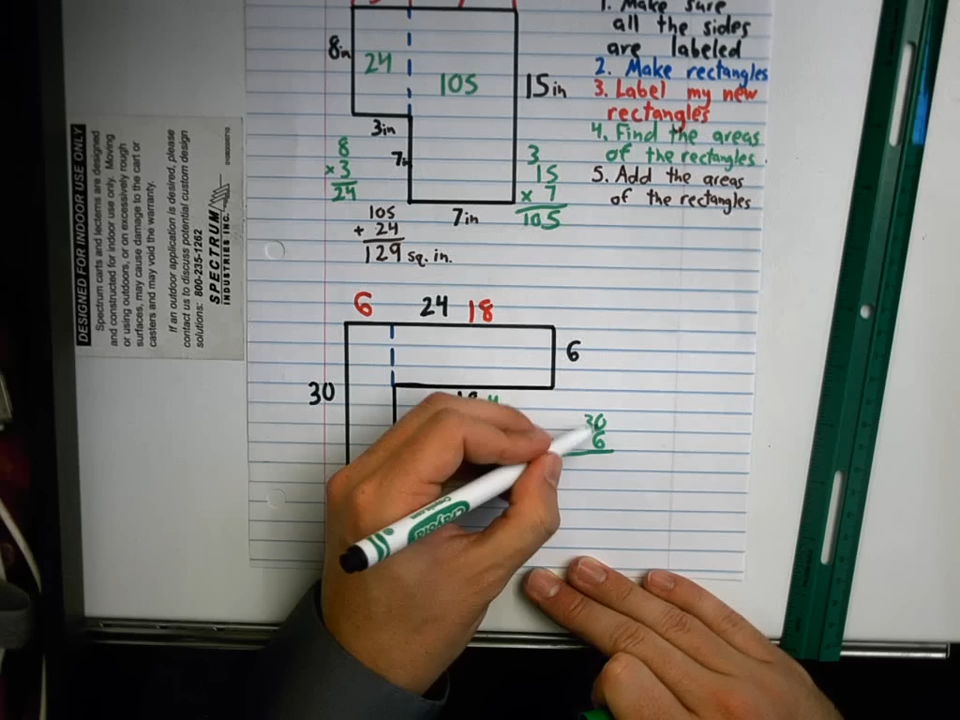 1. Make sure
all the sides
are labeled
2. Make rectangles
3. Label my new
rectangles
4. Find the areas
of the rectangles.
5. Add the areas
of the rectangles
8in
24
105
15in
3in
7in
8
x 3
24
3
15
x 7
105
7in
105
+ 24
129 sq. in.
6 24 18
6
30
30
6
DESIGNED FOR INDOOR USE ONLY
Spectrum carts and lecterns are designed
and constructed for indoor use only. Moving
or using outdoors, or on excessively rough
surfaces, may cause damage to the cart or
casters and may void the warranty.
If an outdoor application is desired, please
contact us to discuss potential custom design
solutions: 800-235-1262
SPECTRUM
INDUSTRIES INC.
Crayola